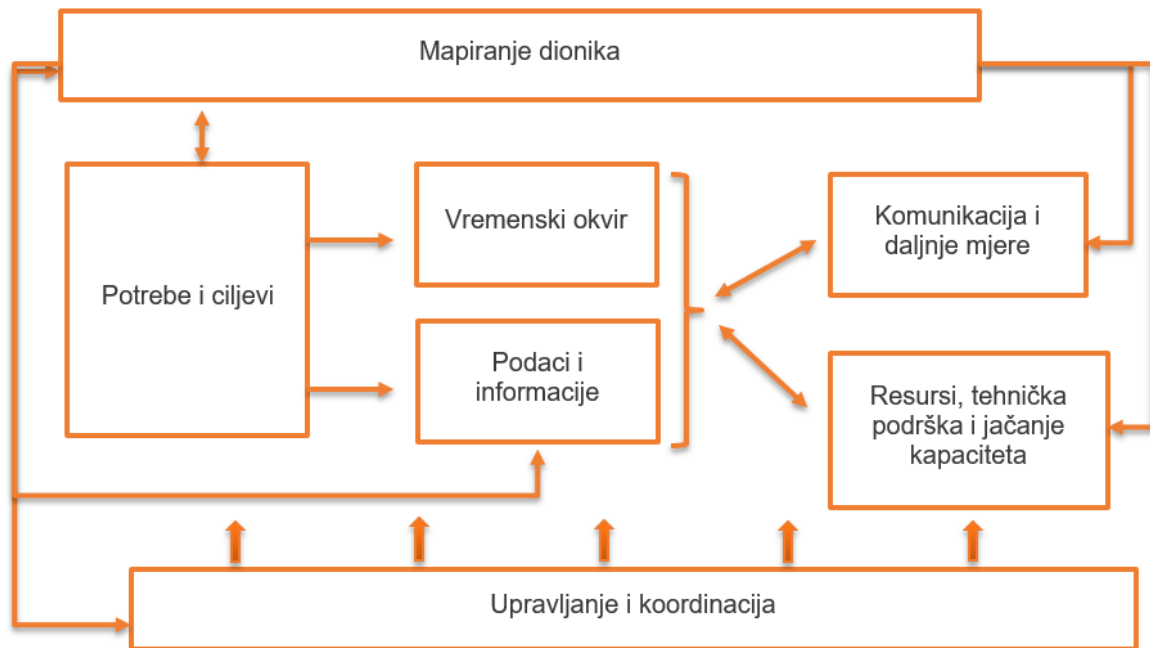 Mapiranje dionika
Potrebe i ciljevi
Vremenski okvir
Podaci i
informacije
Komunikacija i
daljnje mjere
Resursi, tehnička
podrška i jačanje
kapaciteta
Upravljanje i koordinacija